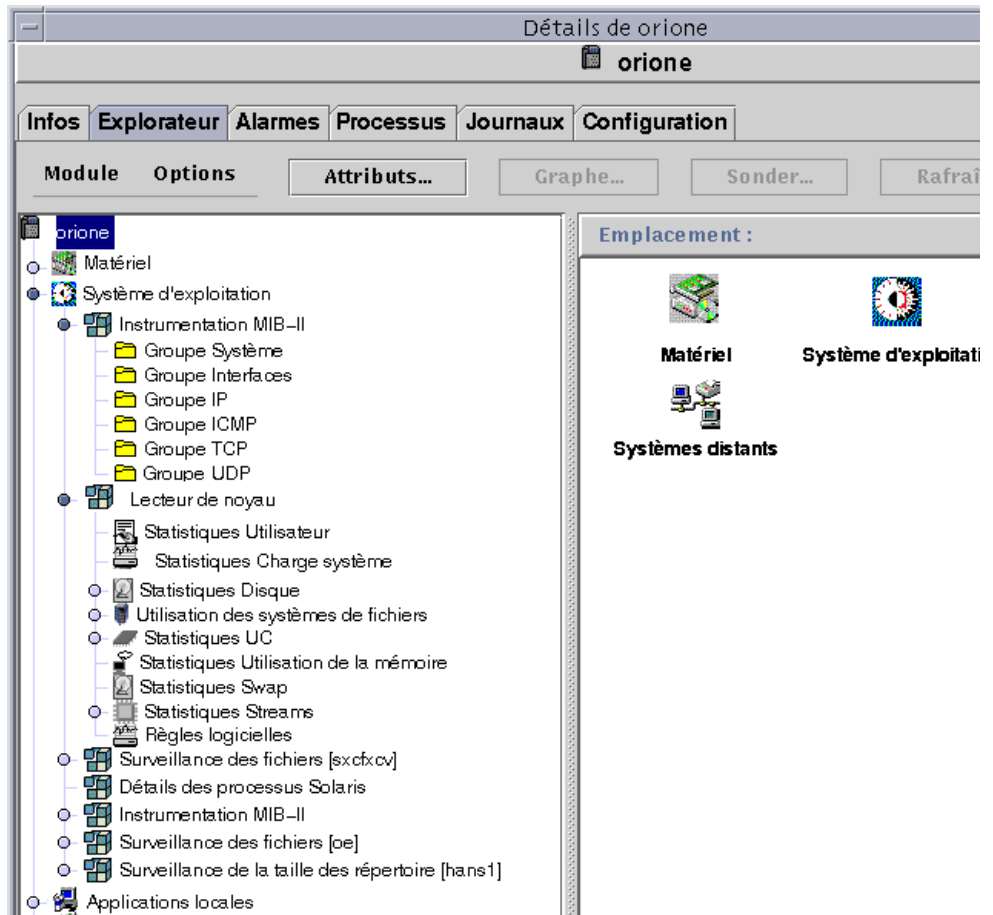 Détails de orione
orione
Infos Explorateur Alarmes Processus Journaux Configuration
Module Options Attributs... Graphe... Sonder... Rafraî
orione
Matériel
Système d'exploitation
Instrumentation MIB–II
Groupe Système
Groupe Interfaces
Groupe IP
Groupe ICMP
Groupe TCP
Groupe UDP
Lecteur de noyau
Statistiques Utilisateur
Statistiques Charge système
Statistiques Disque
Utilisation des systèmes de fichiers
Statistiques UC
Statistiques Utilisation de la mémoire
Statistiques Swap
Statistiques Streams
Règles logicielles
Surveillance des fichiers [sxcfxcv]
Détails des processus Solaris
Instrumentation MIB–II
Surveillance des fichiers [oe]
Surveillance de la taille des répertoire [hans1]
Applications locales
Emplacement :
Matériel Système d'exploitati
Systèmes distants